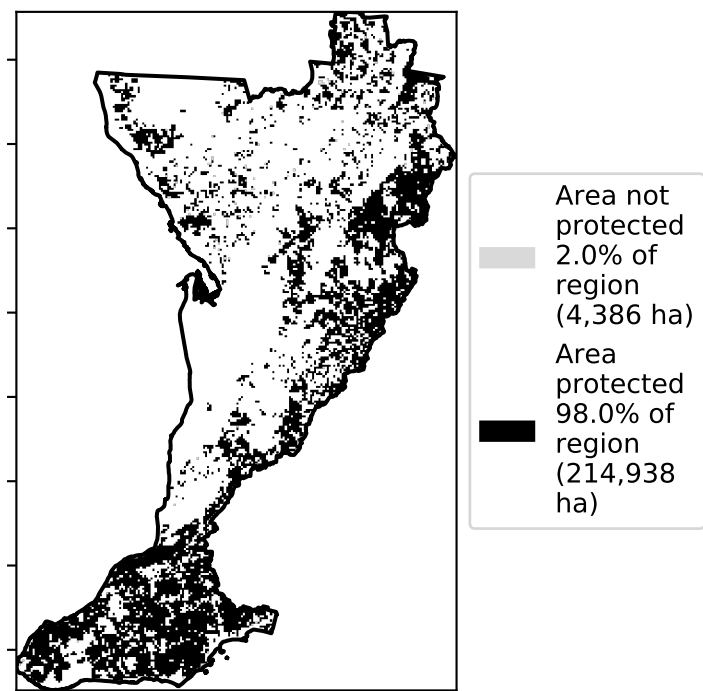 Area not
protected
2.0% of
region
(4,386 ha)
Area
protected
98.0% of
region
(214,938
ha)